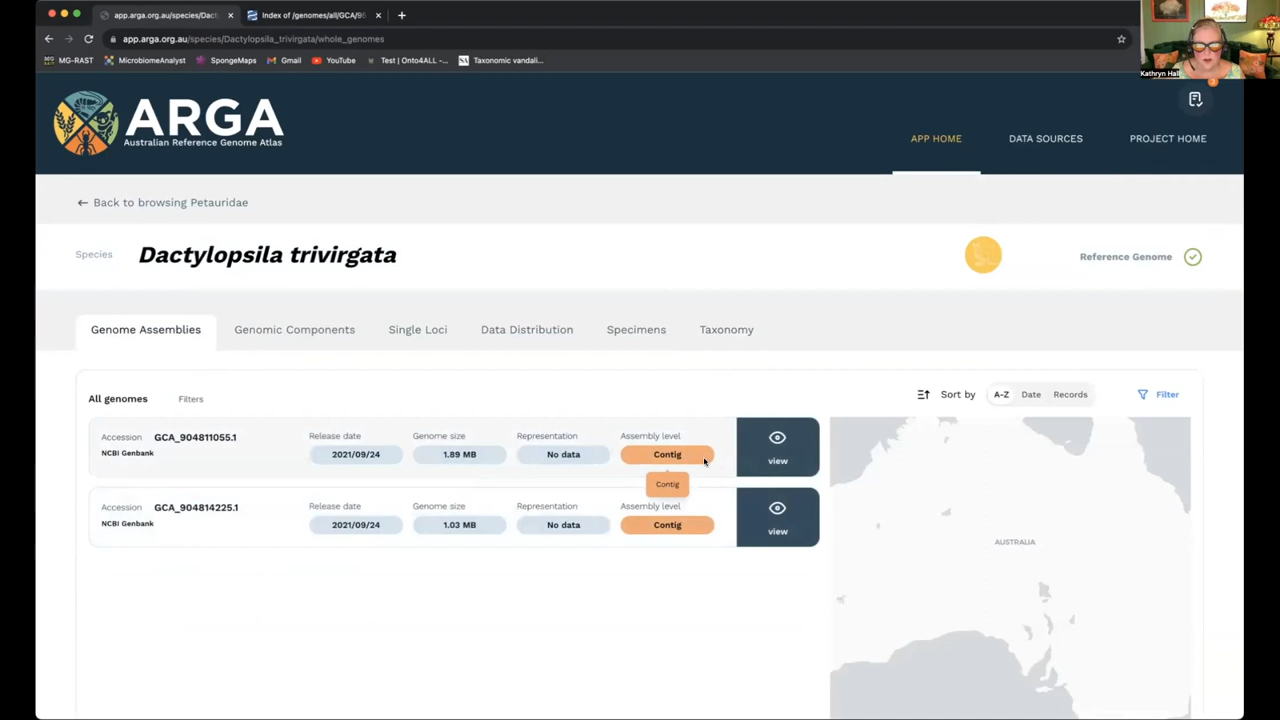 app.arga.org.au/species/Dact
Index of /genomes/all/GCA/95
app.arga.org.au/species/Dactylopsila_trivirgata/whole_genomes
MG-RAST
MicrobiomeAnalyst
SpongeMaps
Gmail
YouTube
Test | Onto4ALL -...
Taxonomic vandali...
Kathryn Hall
ARGA
Australian Reference Genome Atlas
3
APP HOME
DATA SOURCES
PROJECT HOME
← Back to browsing Petauridae
Species
Dactylopsila trivirgata
Reference Genome
Genome Assemblies
Genomic Components
Single Loci
Data Distribution
Specimens
Taxonomy
All genomes
Filters
Sort by
A-Z
Date
Records
Filter
Accession GCA_904811055.1
NCBI Genbank
Release date
2021/09/24
Genome size
1.89 MB
Representation
No data
Assembly level
Contig
view
Contig
Accession GCA_904814225.1
NCBI Genbank
Release date
2021/09/24
Genome size
1.03 MB
Representation
No data
Assembly level
Contig
view
AUSTRALIA